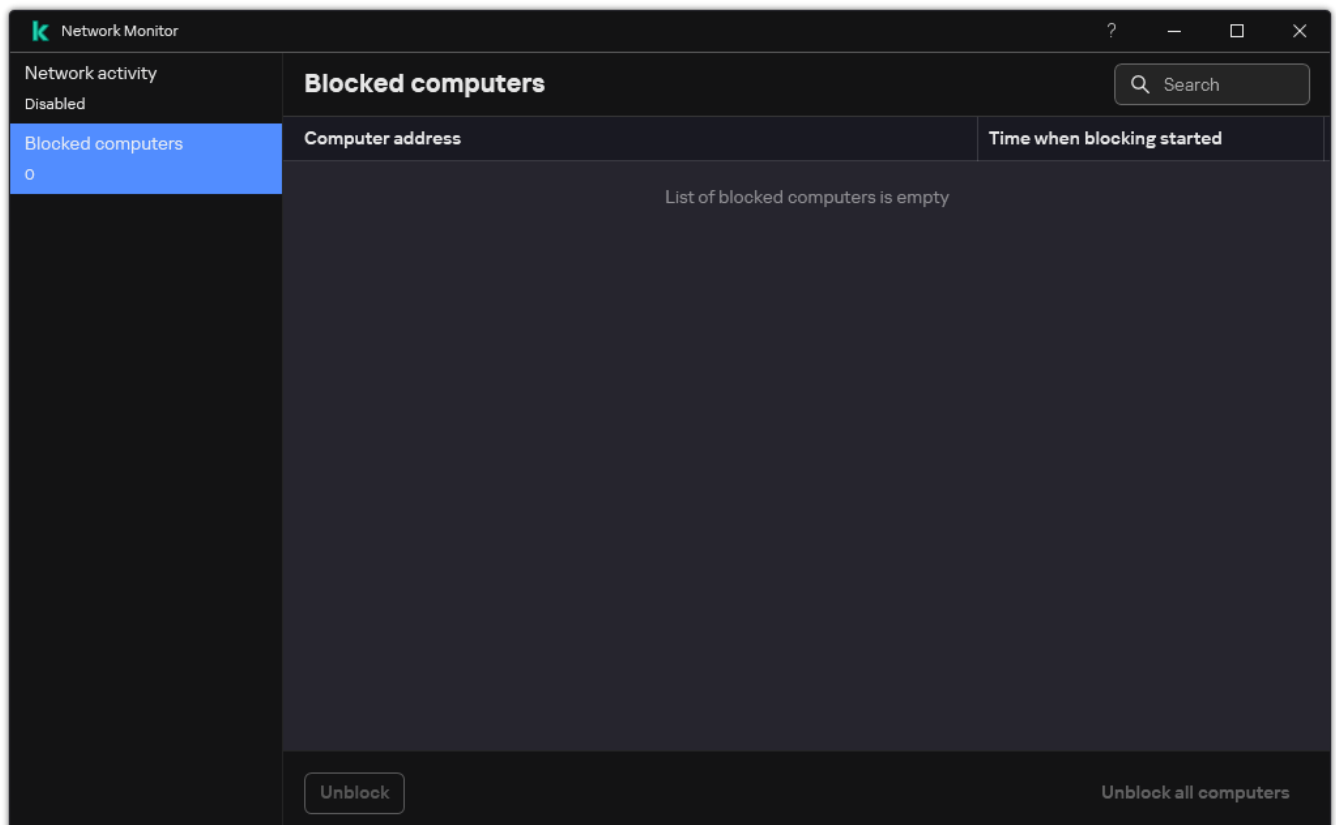 Network Monitor
?
Network activity
Disabled
Blocked computers
0
Blocked computers
Search
Computer address
Time when blocking started
List of blocked computers is empty
Unblock
Unblock all computers